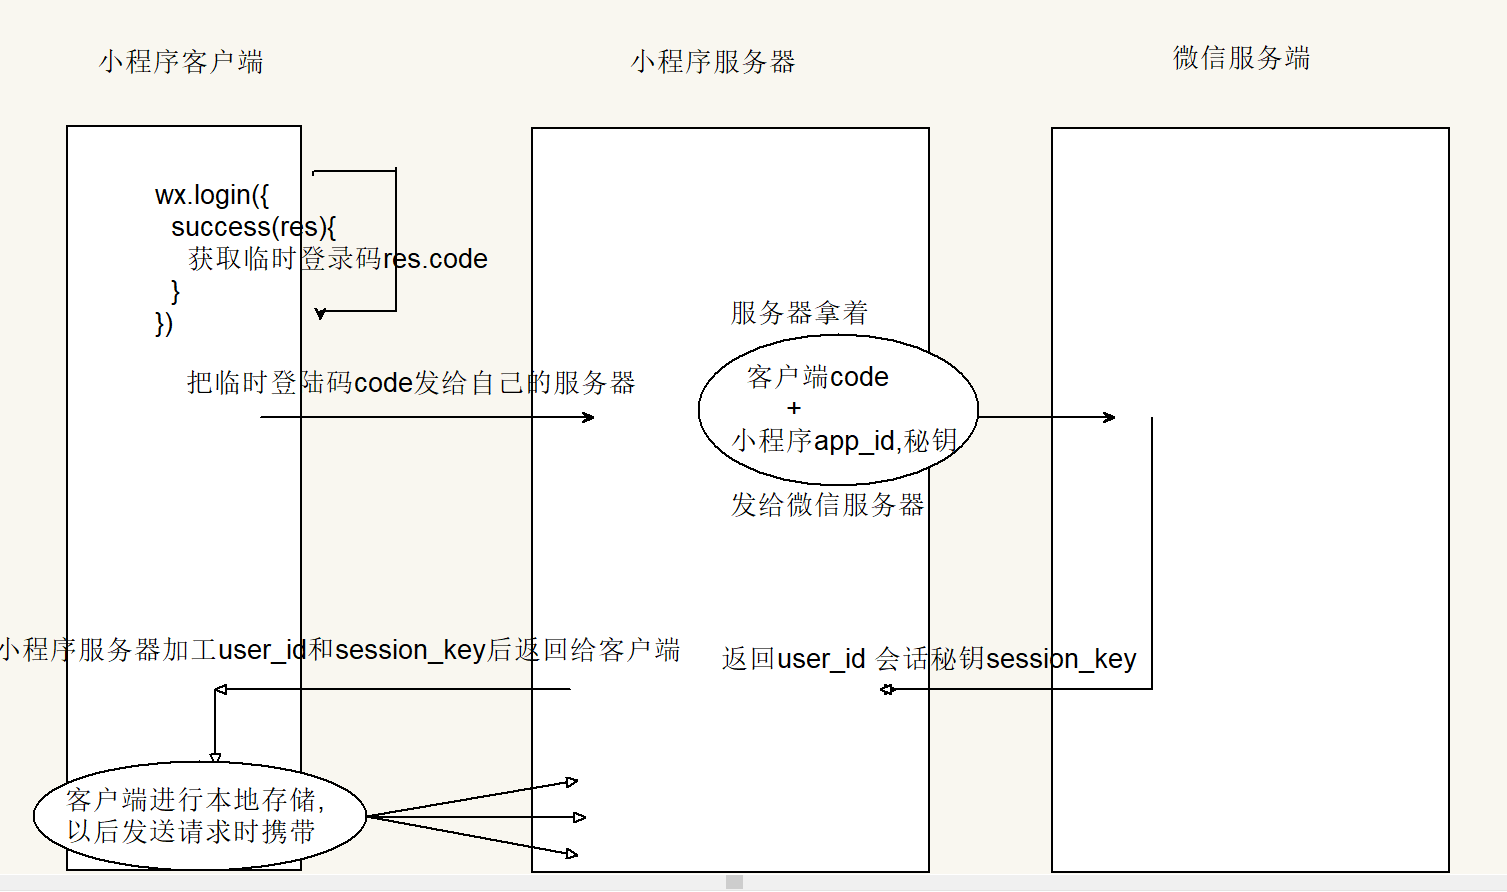 小程序客户端
小程序服务器
微信服务端
wx.login({
success(res){
获取临时登录码res.code
}
})
服务器拿着
把临时登陆码code发给自己的服务器
客户端code
+
小程序app_id,秘钥
发给微信服务器
小程序服务器加工user_id和session_key后返回给客户端
返回user_id 会话秘钥session_key
客户端进行本地存储,
以后发送请求时携带